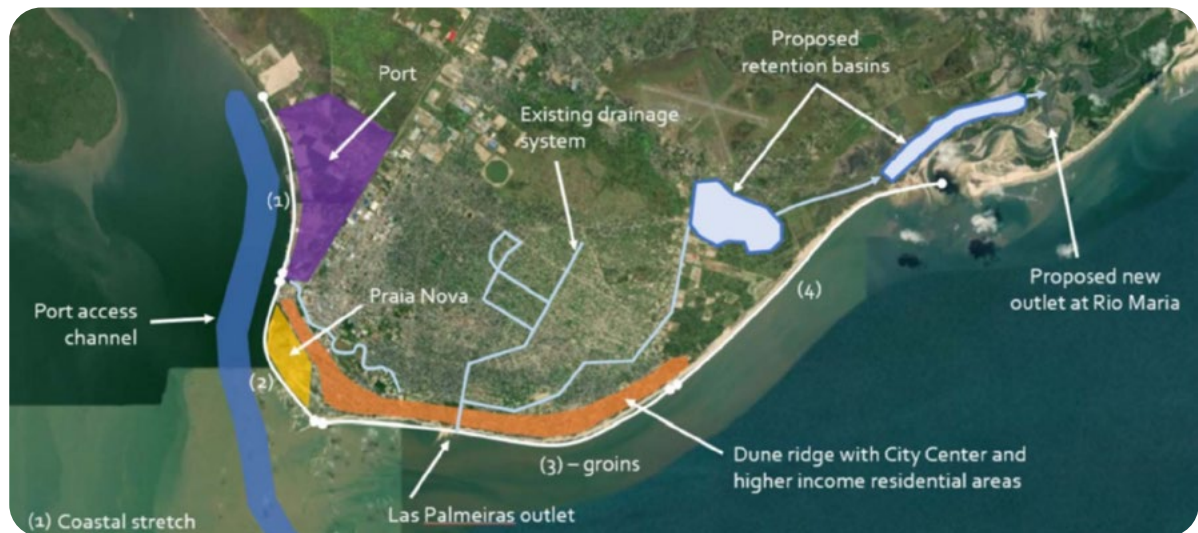 Proposed
retention basins
Port
Existing drainage
system
(1)
Praia Nova
Port access
channel
(2)
(4)
Proposed new
outlet at Rio Maria
(3) – groins
Dune ridge with City Center and
higher income residential areas
Las Palmeiras outlet
(1) Coastal stretch